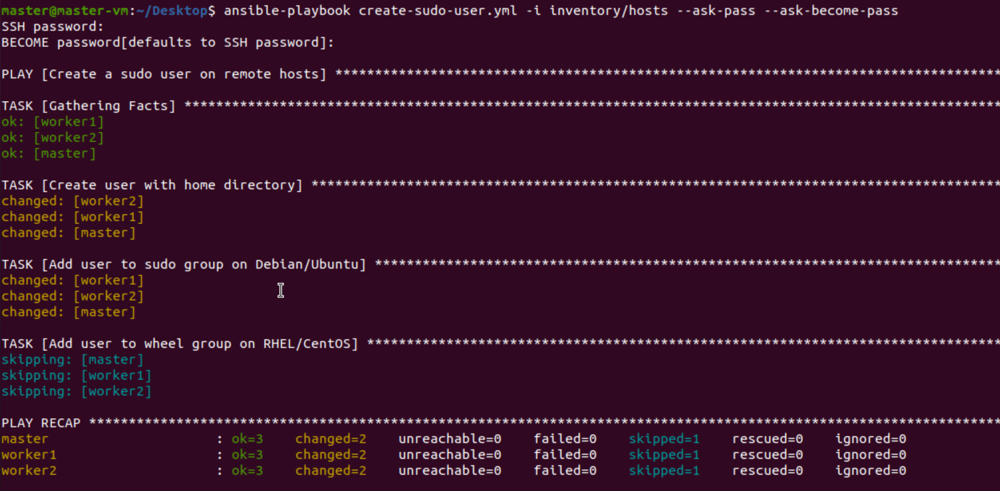 master@master-vm:~/Desktop$ ansible-playbook create-sudo-user.yml -i inventory/hosts --ask-pass --ask-become-pass
SSH password:
BECOME password[defaults to SSH password]:
PLAY [Create a sudo user on remote hosts] ************************************************************************************
TASK [Gathering Facts] *******************************************************************************************************
ok: [worker1]
ok: [worker2]
ok: [master]
TASK [Create user with home directory] ***************************************************************************************
changed: [worker2]
changed: [worker1]
changed: [master]
TASK [Add user to sudo group on Debian/Ubuntu] *******************************************************************************
changed: [worker1]
changed: [worker2]
changed: [master]
TASK [Add user to wheel group on RHEL/CentOS] ********************************************************************************
skipping: [master]
skipping: [worker1]
skipping: [worker2]
PLAY RECAP *******************************************************************************************************************
master                     : ok=3    changed=2    unreachable=0    failed=0    skipped=1    rescued=0    ignored=0
worker1                    : ok=3    changed=2    unreachable=0    failed=0    skipped=1    rescued=0    ignored=0
worker2                    : ok=3    changed=2    unreachable=0    failed=0    skipped=1    rescued=0    ignored=0